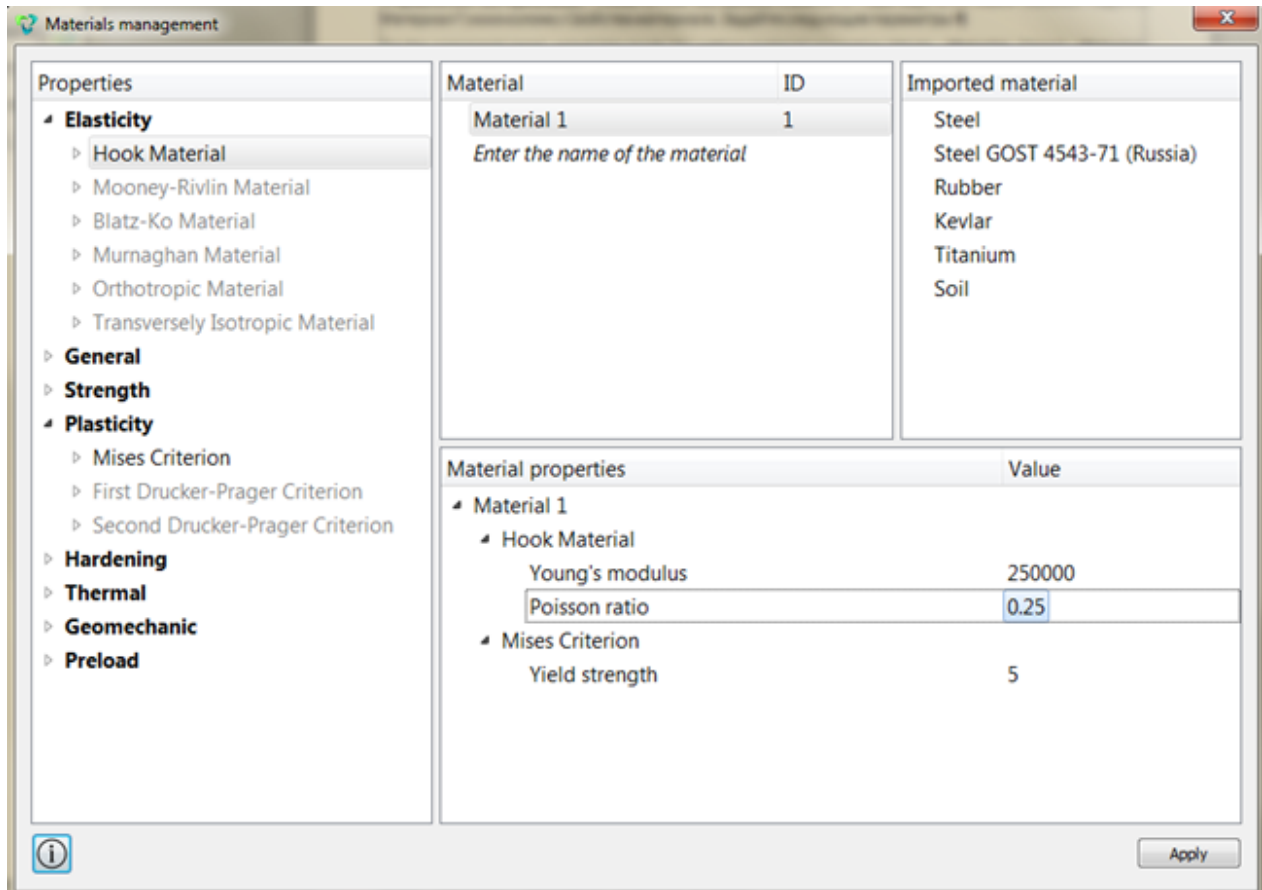 Materials management
Properties
Elasticity
Hook Material
Mooney-Rivlin Material
Blatz-Ko Material
Murnaghan Material
Orthotropic Material
Transversely Isotropic Material
General
Strength
Plasticity
Mises Criterion
First Drucker-Prager Criterion
Second Drucker-Prager Criterion
Hardening
Thermal
Geomechanic
Preload
Material ID
Material 1 1
Enter the name of the material
Imported material
Steel
Steel GOST 4543-71 (Russia)
Rubber
Kevlar
Titanium
Soil
Material properties Value
Material 1
Hook Material
Young's modulus 250000
Poisson ratio 0.25
Mises Criterion
Yield strength 5
Apply